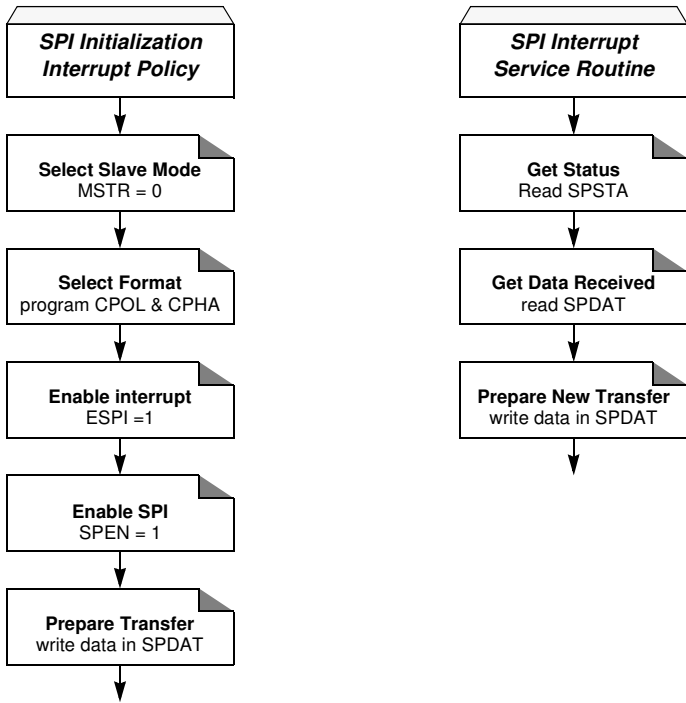 SPI Initialization
Interrupt Policy
Select Slave Mode
MSTR = 0
Select Format
program CPOL & CPHA
Enable interrupt
ESPI =1
Enable SPI
SPEN = 1
Prepare Transfer
write data in SPDAT
SPI Interrupt
Service Routine
Get Status
Read SPSTA
Get Data Received
read SPDAT
Prepare New Transfer
write data in SPDAT